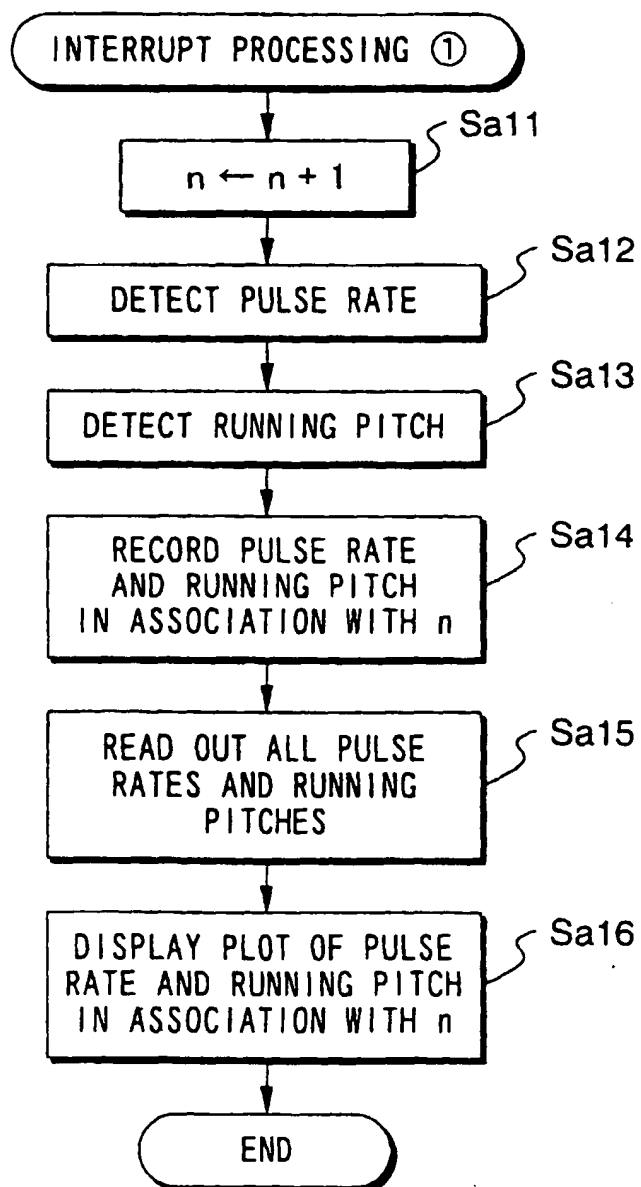 INTERRUPT PROCESSING ①
Sa11
n ← n + 1
Sa12
DETECT PULSE RATE
Sa13
DETECT RUNNING PITCH
Sa14
RECORD PULSE RATE
AND RUNNING PITCH
IN ASSOCIATION WITH n
Sa15
READ OUT ALL PULSE
RATES AND RUNNING
PITCHES
Sa16
DISPLAY PLOT OF PULSE
RATE AND RUNNING PITCH
IN ASSOCIATION WITH n
END